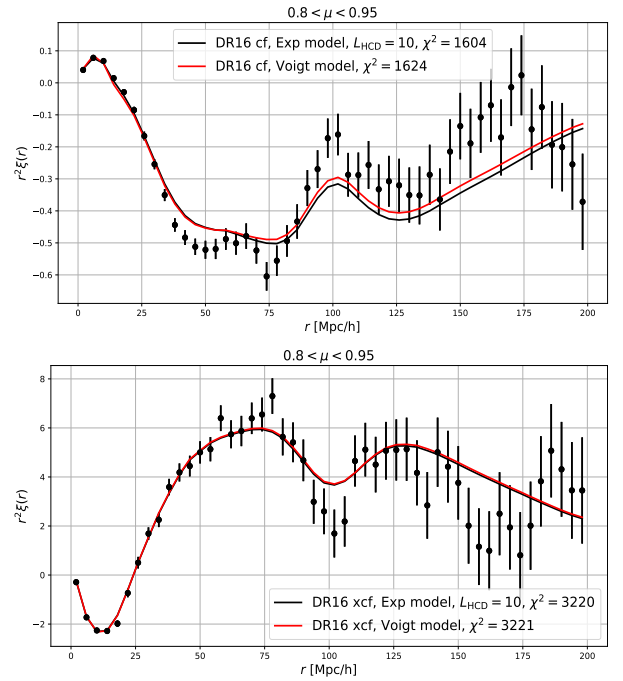 0.8 < μ < 0.95
DR16 cf, Exp model, L_HCD = 10, χ² = 1604
DR16 cf, Voigt model, χ² = 1624
r²ξ(r)
0.1
0.0
−0.1
−0.2
−0.3
−0.4
−0.5
−0.6
0 25 50 75 100 125 150 175 200
r [Mpc/h]
0.8 < μ < 0.95
r²ξ(r)
8
6
4
2
0
−2
DR16 xcf, Exp model, L_HCD = 10, χ² = 3220
DR16 xcf, Voigt model, χ² = 3221
0 25 50 75 100 125 150 175 200
r [Mpc/h]